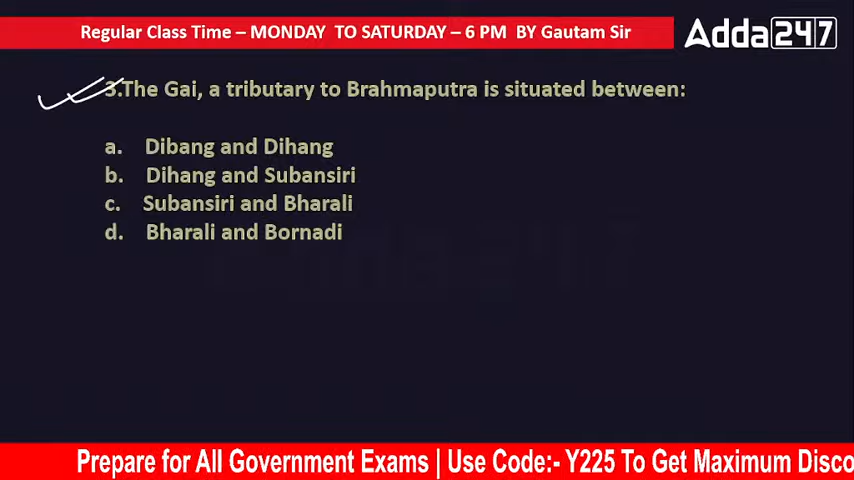 Regular Class Time – MONDAY TO SATURDAY – 6 PM BY Gautam Sir
Adda247
3.The Gai, a tributary to Brahmaputra is situated between:
a. Dibang and Dihang
b. Dihang and Subansiri
c. Subansiri and Bharali
d. Bharali and Bornadi
Prepare for All Government Exams | Use Code:- Y225 To Get Maximum Disco